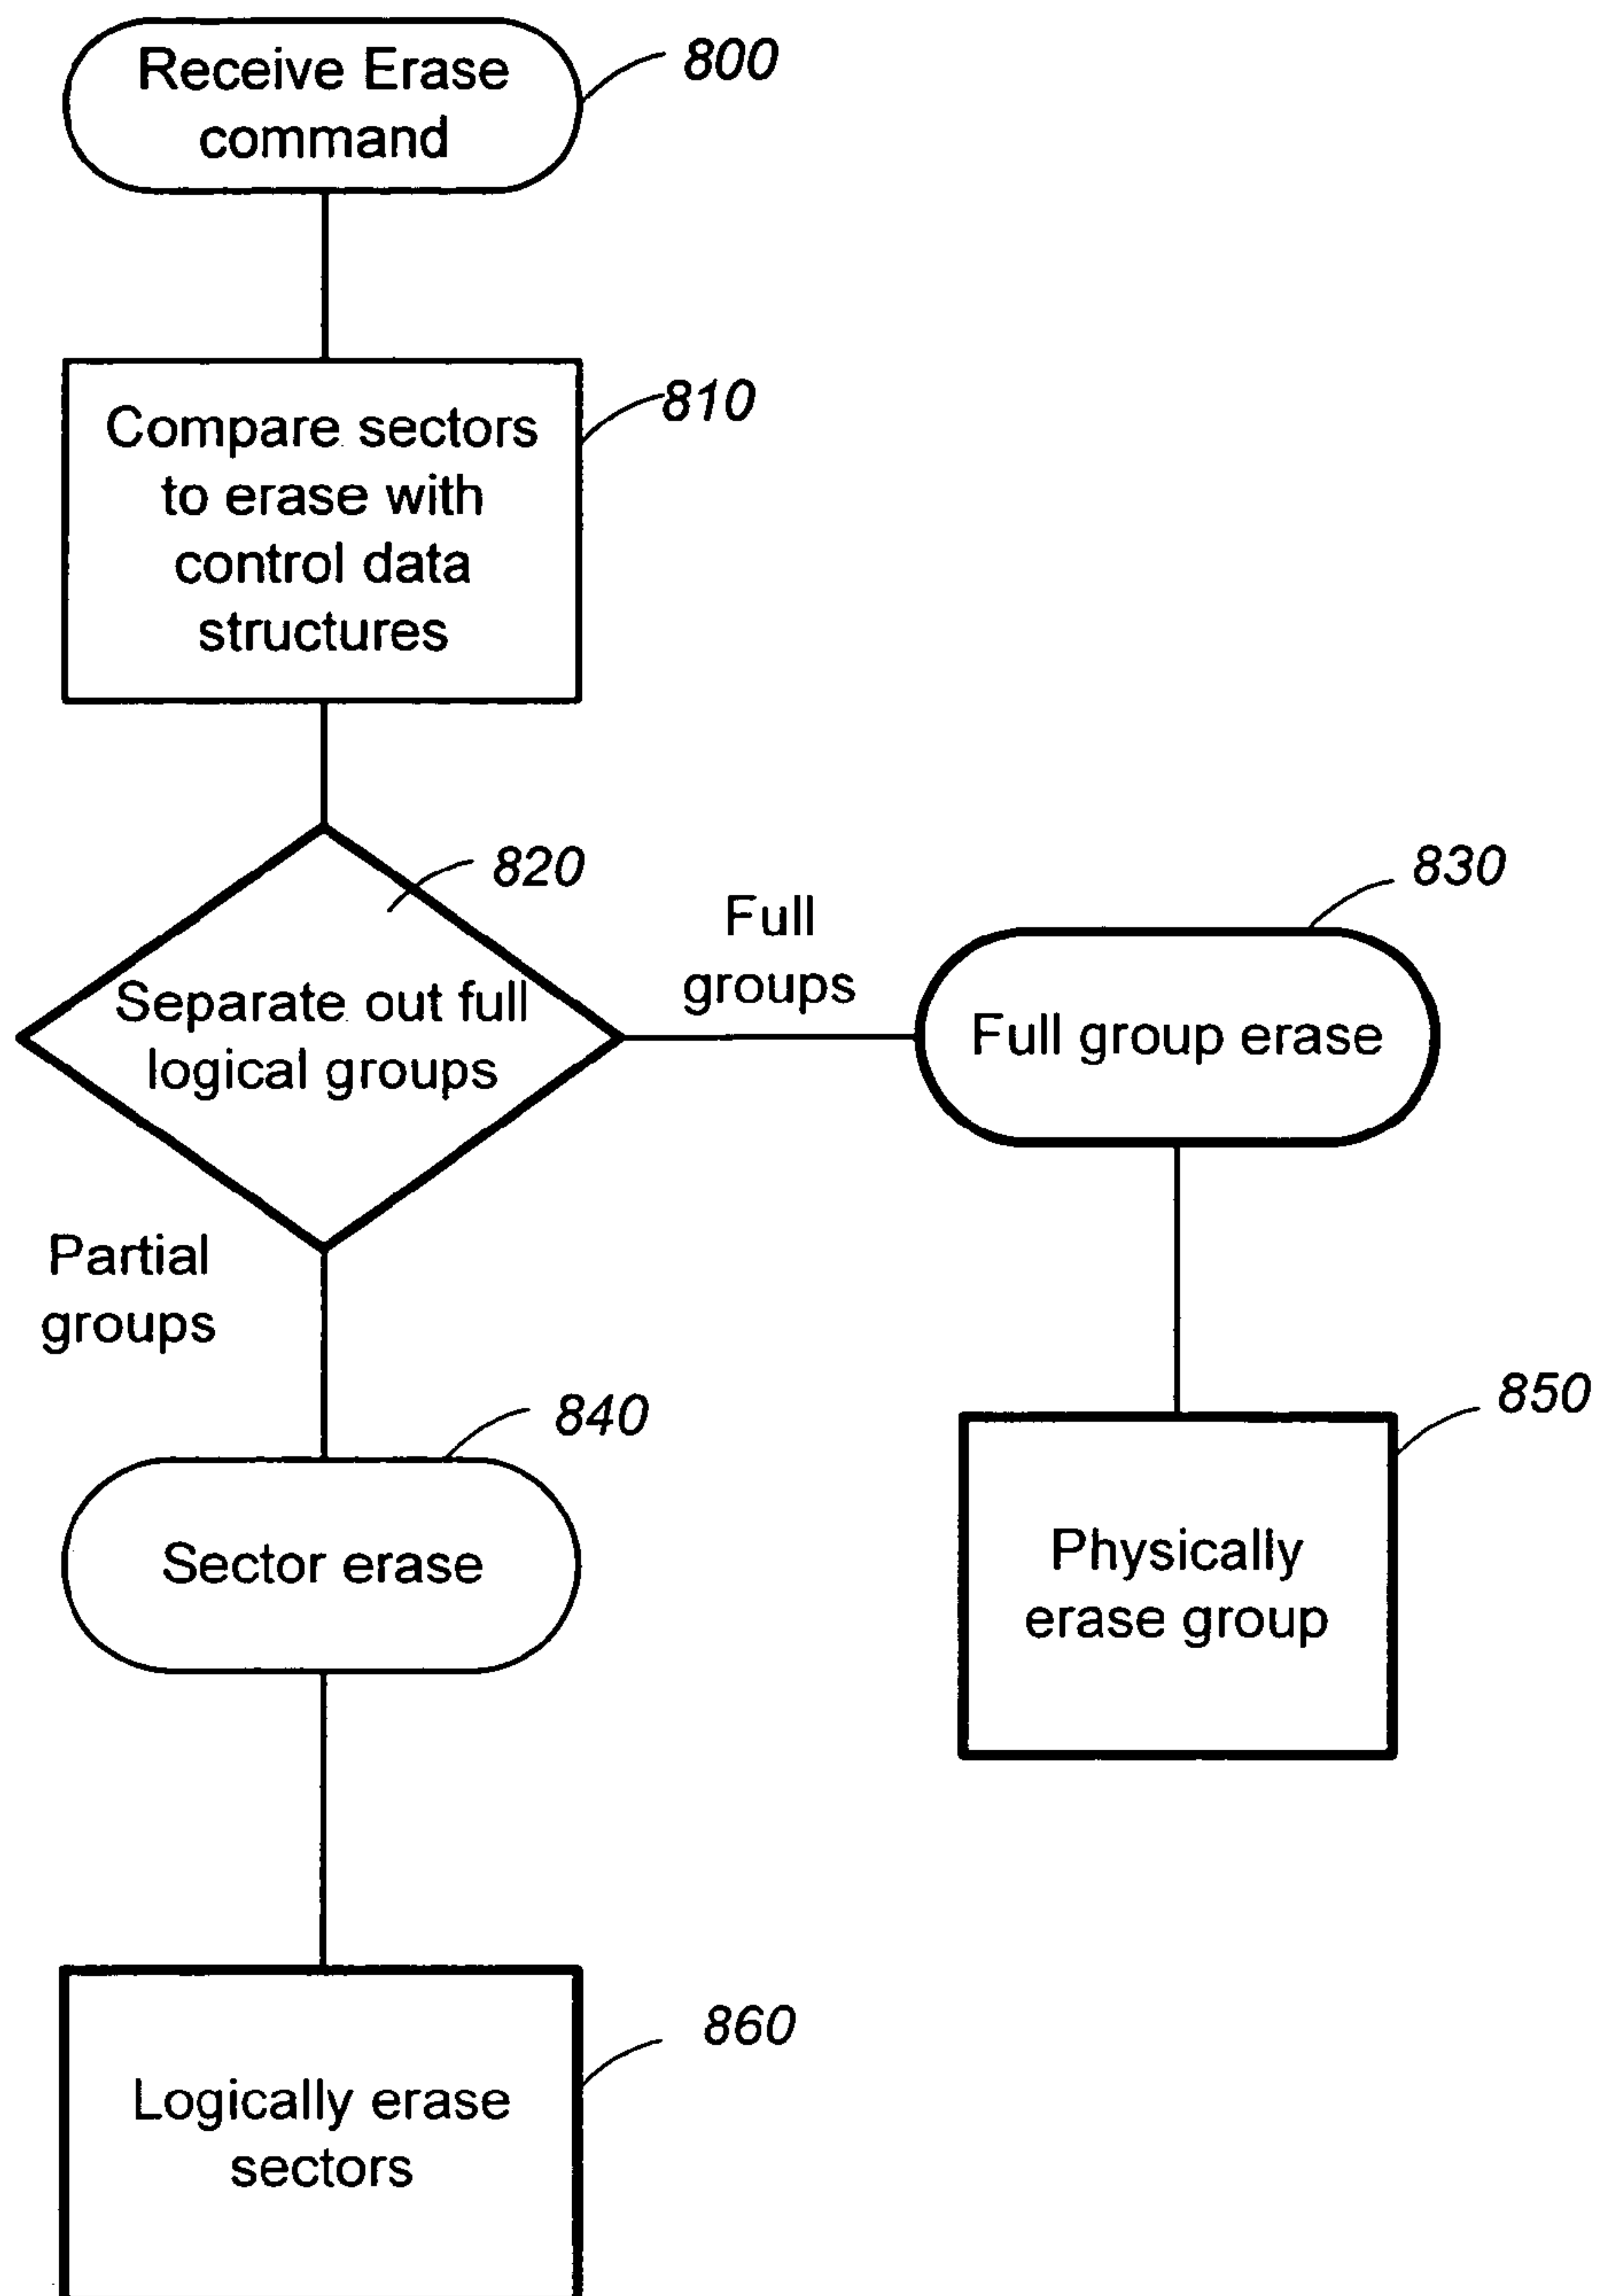 Receive Erase
command
800
Compare sectors
to erase with
control data
structures
810
820
Separate out full
logical groups
Full
groups
830
Full group erase
Partial
groups
840
Sector erase
850
Physically
erase group
860
Logically erase
sectors